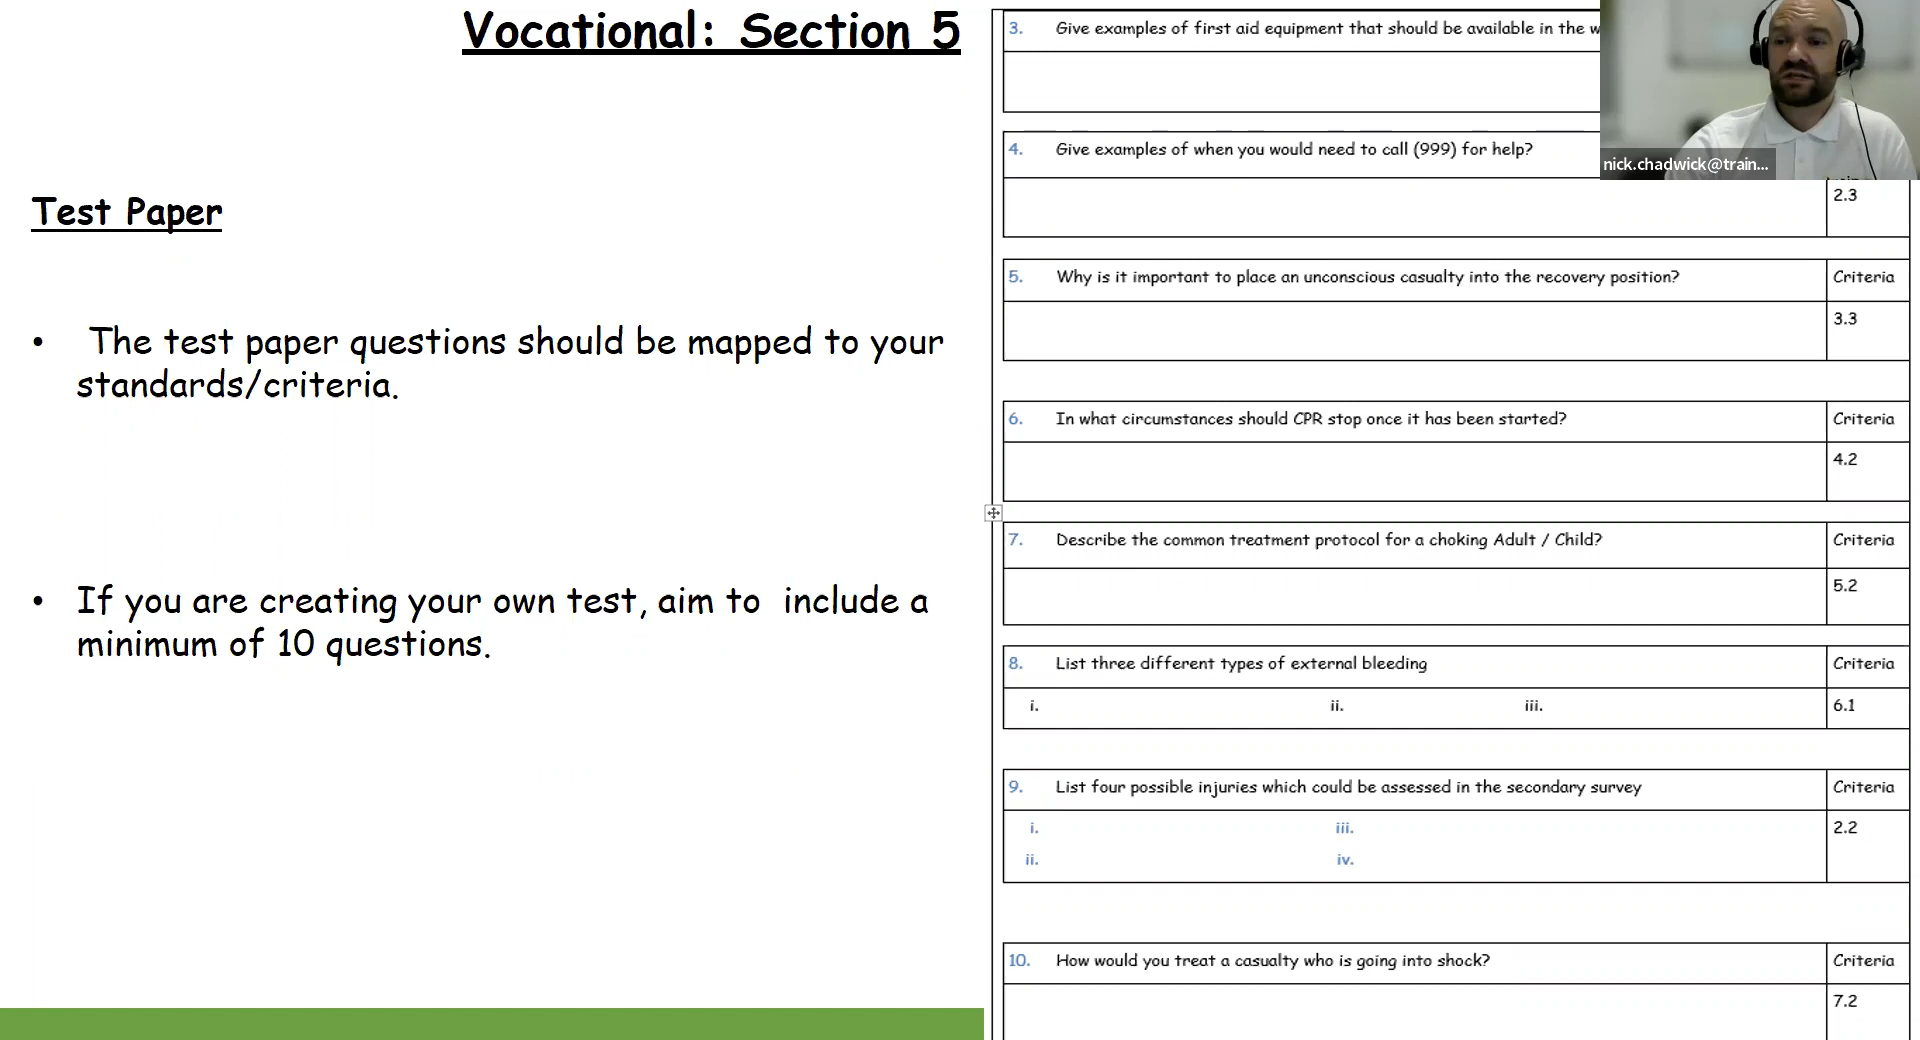 Vocational: Section 5
Test Paper
• The test paper questions should be mapped to your
standards/criteria.
• If you are creating your own test, aim to include a
minimum of 10 questions.
3. Give examples of first aid equipment that should be available in the w
4. Give examples of when you would need to call (999) for help?
2.3
5. Why is it important to place an unconscious casualty into the recovery position? Criteria
3.3
6. In what circumstances should CPR stop once it has been started? Criteria
4.2
7. Describe the common treatment protocol for a choking Adult / Child? Criteria
5.2
8. List three different types of external bleeding Criteria
i. ii. iii. 6.1
9. List four possible injuries which could be assessed in the secondary survey Criteria
i. iii. 2.2
ii. iv.
10. How would you treat a casualty who is going into shock? Criteria
7.2
nick.chadwick@train...